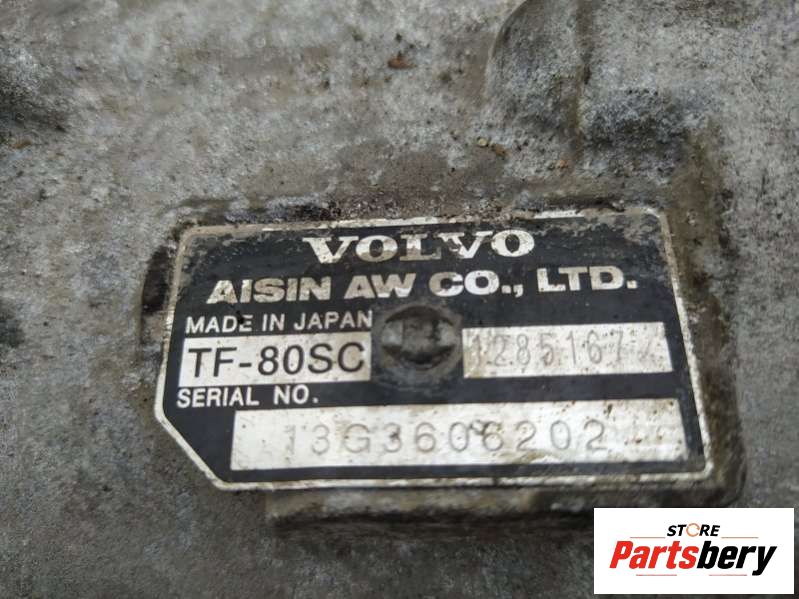 VOLVO
AISIN AW CO., LTD.
MADE IN JAPAN
TF-80SC 1285167
SERIAL NO.
13G3606202
STORE
Partsbery